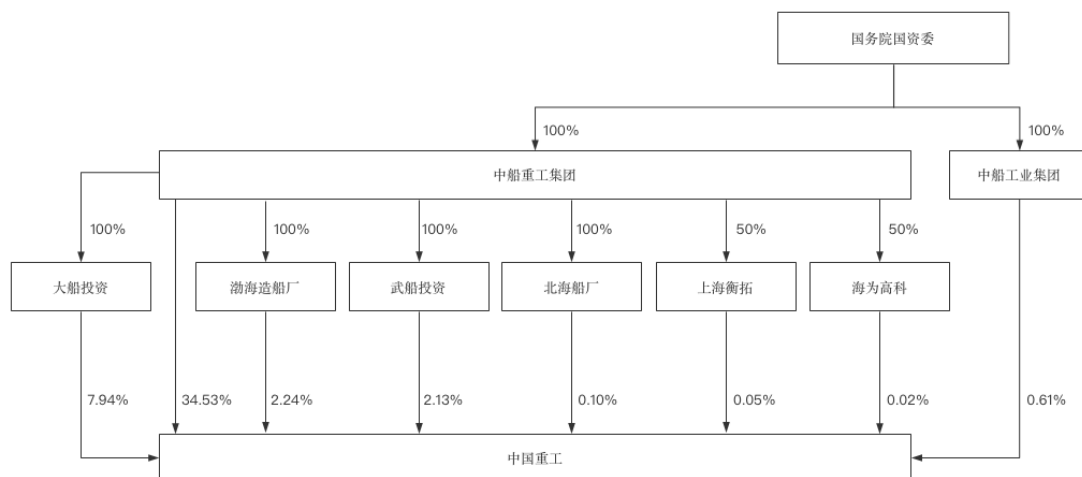 国务院国资委
100%
100%
中船重工集团
中船工业集团
100%
100%
100%
100%
50%
50%
大船投资
渤海造船厂
武船投资
北海船厂
上海衡拓
海为高科
7.94%
34.53%
2.24%
2.13%
0.10%
0.05%
0.02%
0.61%
中国重工